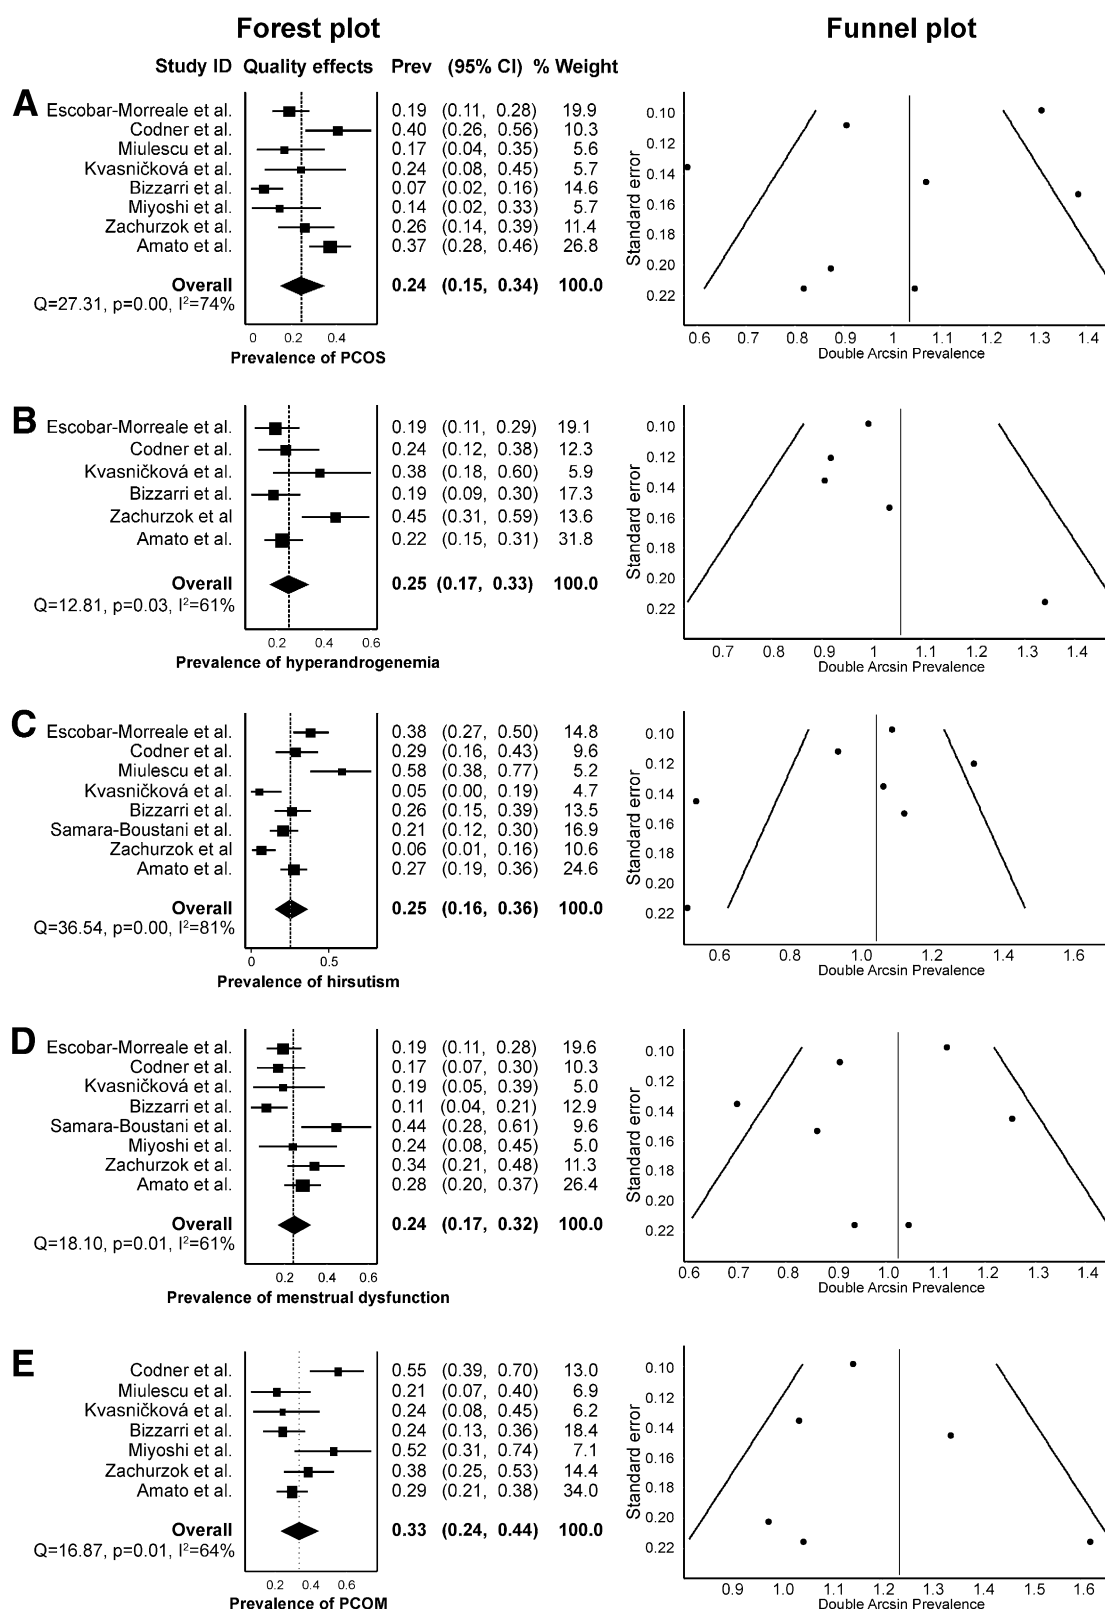 Forest plot
Funnel plot
Study ID Quality effects Prev (95% CI) % Weight
A
Escobar-Morreale et al. 0.19 (0.11, 0.28) 19.9
Codner et al. 0.40 (0.26, 0.56) 10.3
Miulescu et al. 0.17 (0.04, 0.35) 5.6
Kvasničková et al. 0.24 (0.08, 0.45) 5.7
Bizzarri et al. 0.07 (0.02, 0.16) 14.6
Miyoshi et al. 0.14 (0.02, 0.33) 5.7
Zachurzok et al. 0.26 (0.14, 0.39) 11.4
Amato et al. 0.37 (0.28, 0.46) 26.8
Overall 0.24 (0.15, 0.34) 100.0
Q=27.31, p=0.00, I²=74%
0 0.2 0.4
Prevalence of PCOS
Standard error
0.10
0.12
0.14
0.16
0.18
0.20
0.22
0.6 0.7 0.8 0.9 1 1.1 1.2 1.3 1.4
Double Arcsin Prevalence
B
Escobar-Morreale et al. 0.19 (0.11, 0.29) 19.1
Codner et al. 0.24 (0.12, 0.38) 12.3
Kvasničková et al. 0.38 (0.18, 0.60) 5.9
Bizzarri et al. 0.19 (0.09, 0.30) 17.3
Zachurzok et al 0.45 (0.31, 0.59) 13.6
Amato et al. 0.22 (0.15, 0.31) 31.8
Overall 0.25 (0.17, 0.33) 100.0
Q=12.81, p=0.03, I²=61%
0.2 0.4 0.6
Prevalence of hyperandrogenemia
Standard error
0.10
0.12
0.14
0.16
0.18
0.20
0.22
0.7 0.8 0.9 1 1.1 1.2 1.3 1.4
Double Arcsin Prevalence
C
Escobar-Morreale et al. 0.38 (0.27, 0.50) 14.8
Codner et al. 0.29 (0.16, 0.43) 9.6
Miulescu et al. 0.58 (0.38, 0.77) 5.2
Kvasničková et al. 0.05 (0.00, 0.19) 4.7
Bizzarri et al. 0.26 (0.15, 0.39) 13.5
Samara-Boustani et al. 0.21 (0.12, 0.30) 16.9
Zachurzok et al 0.06 (0.01, 0.16) 10.6
Amato et al. 0.27 (0.19, 0.36) 24.6
Overall 0.25 (0.16, 0.36) 100.0
Q=36.54, p=0.00, I²=81%
0 0.5
Prevalence of hirsutism
Standard error
0.10
0.12
0.14
0.16
0.18
0.20
0.22
0.6 0.8 1.0 1.2 1.4 1.6
Double Arcsin Prevalence
D
Escobar-Morreale et al. 0.19 (0.11, 0.28) 19.6
Codner et al. 0.17 (0.07, 0.30) 10.3
Kvasničková et al. 0.19 (0.05, 0.39) 5.0
Bizzarri et al. 0.11 (0.04, 0.21) 12.9
Samara-Boustani et al. 0.44 (0.28, 0.61) 9.6
Miyoshi et al. 0.24 (0.08, 0.45) 5.0
Zachurzok et al. 0.34 (0.21, 0.48) 11.3
Amato et al. 0.28 (0.20, 0.37) 26.4
Overall 0.24 (0.17, 0.32) 100.0
Q=18.10, p=0.01, I²=61%
0.2 0.4 0.6
Prevalence of menstrual dysfunction
Standard error
0.10
0.12
0.14
0.16
0.18
0.20
0.22
0.6 0.7 0.8 0.9 1.0 1.1 1.2 1.3 1.4
Double Arcsin Prevalence
E
Codner et al. 0.55 (0.39, 0.70) 13.0
Miulescu et al. 0.21 (0.07, 0.40) 6.9
Kvasničková et al. 0.24 (0.08, 0.45) 6.2
Bizzarri et al. 0.24 (0.13, 0.36) 18.4
Miyoshi et al. 0.52 (0.31, 0.74) 7.1
Zachurzok et al. 0.38 (0.25, 0.53) 14.4
Amato et al. 0.29 (0.21, 0.38) 34.0
Overall 0.33 (0.24, 0.44) 100.0
Q=16.87, p=0.01, I²=64%
0.2 0.4 0.6
Prevalence of PCOM
Standard error
0.10
0.12
0.14
0.16
0.18
0.20
0.22
0.9 1.0 1.1 1.2 1.3 1.4 1.5 1.6
Double Arcsin Prevalence